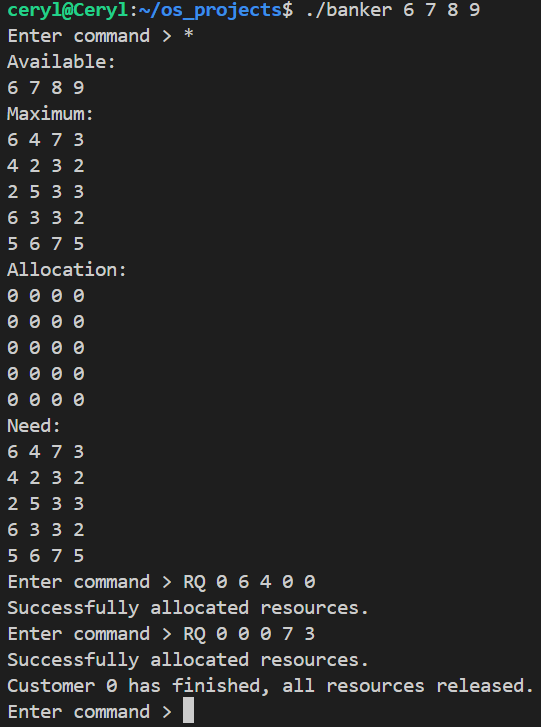 ceryl@Ceryl:~/os_projects$ ./banker 6 7 8 9
Enter command > *
Available:
6 7 8 9
Maximum:
6 4 7 3
4 2 3 2
2 5 3 3
6 3 3 2
5 6 7 5
Allocation:
0 0 0 0
0 0 0 0
0 0 0 0
0 0 0 0
0 0 0 0
Need:
6 4 7 3
4 2 3 2
2 5 3 3
6 3 3 2
5 6 7 5
Enter command > RQ 0 6 4 0 0
Successfully allocated resources.
Enter command > RQ 0 0 0 7 3
Successfully allocated resources.
Customer 0 has finished, all resources released.
Enter command >